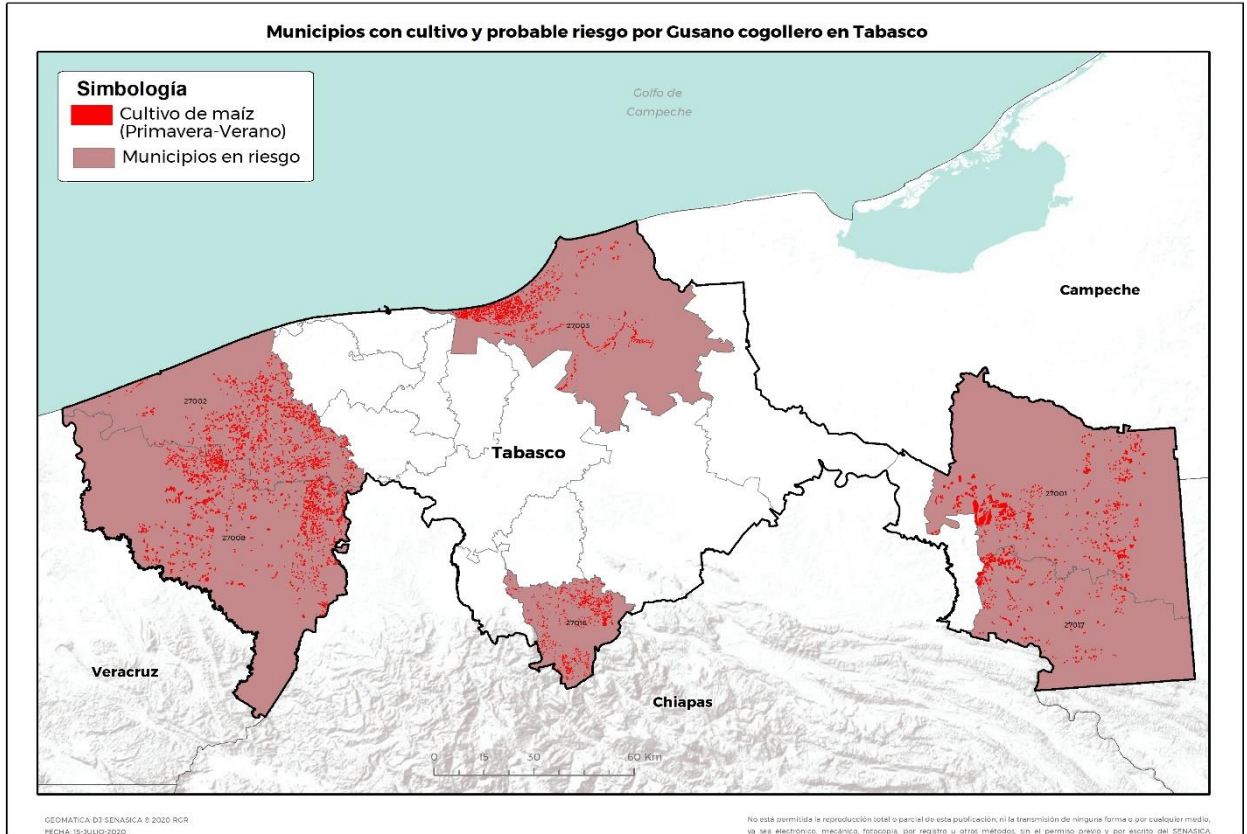 Municipios con cultivo y probable riesgo por Gusano cogollero en Tabasco
Simbología
Cultivo de maíz
(Primavera-Verano)
Municipios en riesgo
Golfo de
Campeche
Campeche
27003
27002
Tabasco
27001
27008
27016
27017
Veracruz
Chiapas
0 15 30 60 Km
GEOMATICA-DJ-SENASICA © 2020 RGR
FECHA: 15-JULIO-2020
No está permitida la reproducción total o parcial de esta publicación, ni la transmisión de ninguna forma o por cualquier medio,
ya sea electrónico, mecánico, fotocopia, por registro u otros métodos, sin el permiso previo y por escrito del SENASICA.